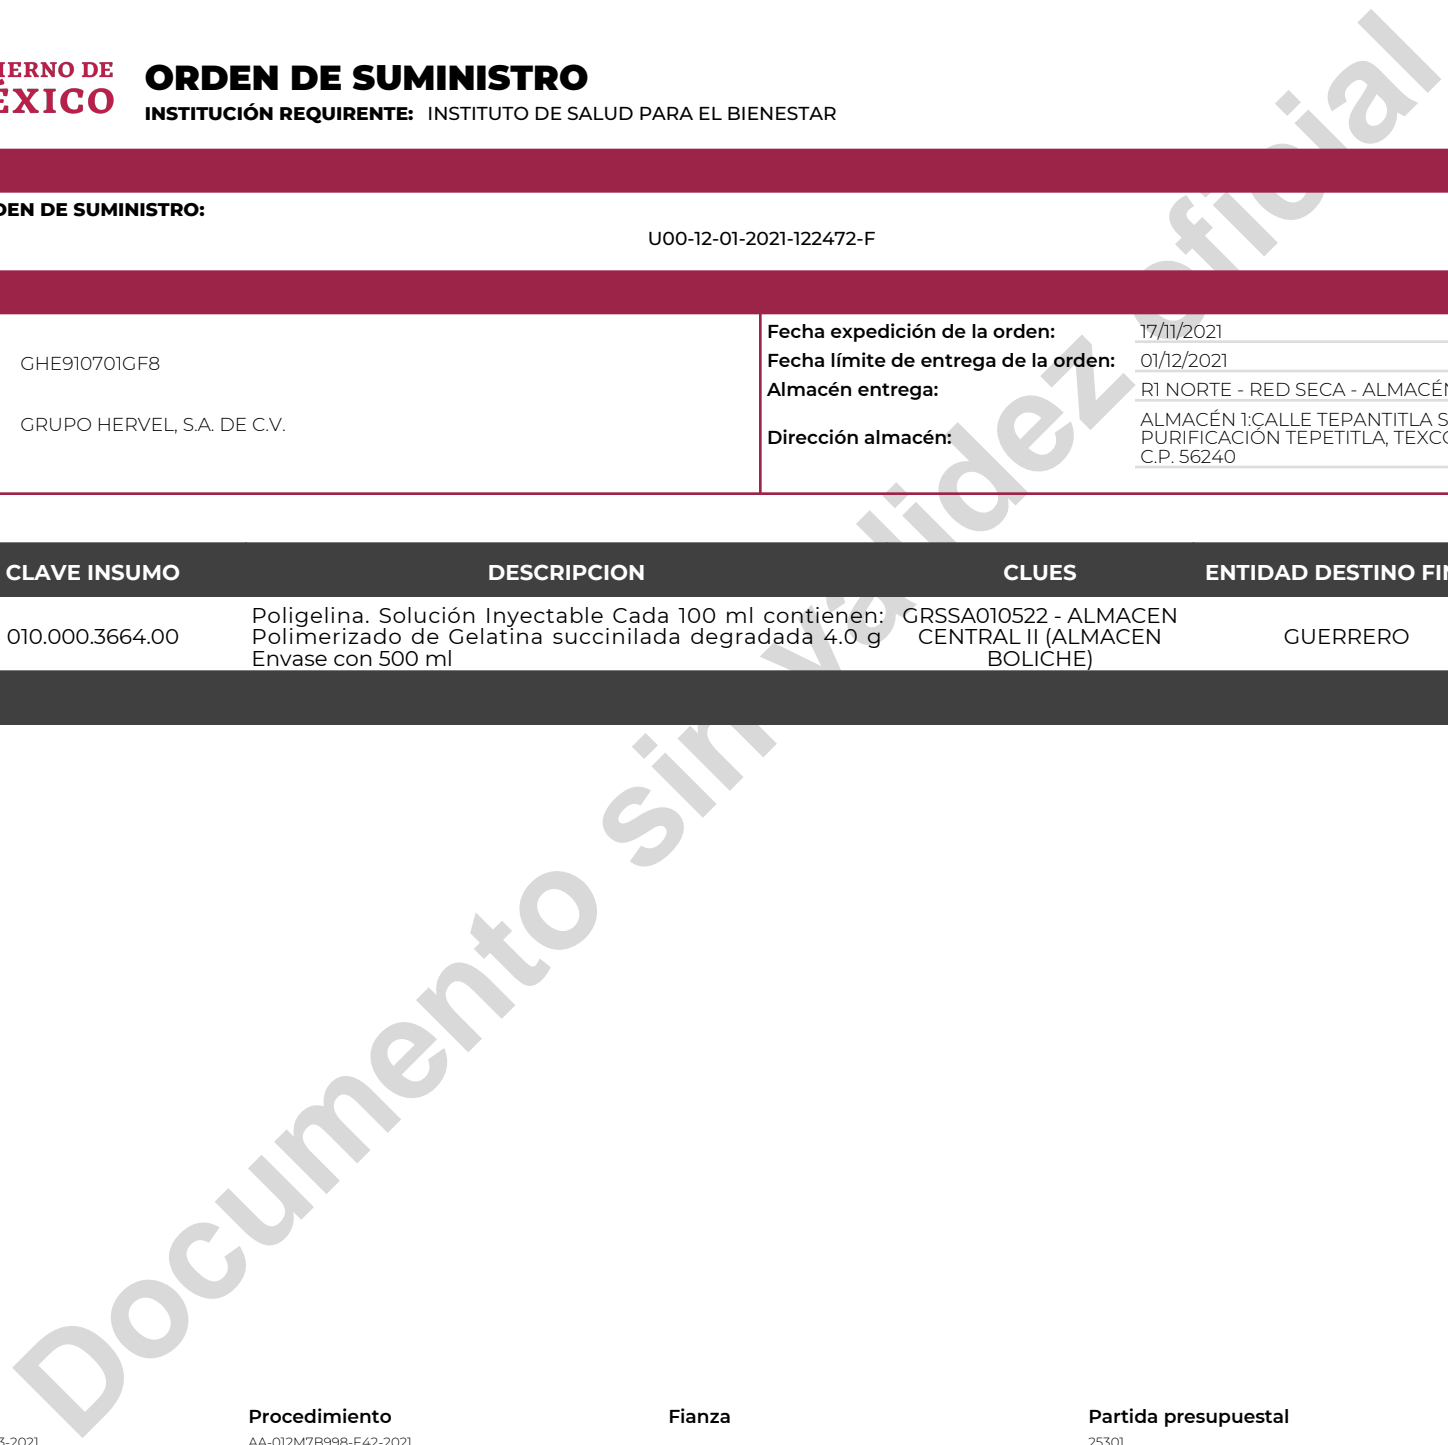 IERNO DE
ÉXICO
ORDEN DE SUMINISTRO
INSTITUCIÓN REQUIRENTE: INSTITUTO DE SALUD PARA EL BIENESTAR
DEN DE SUMINISTRO:
U00-12-01-2021-122472-F
GHE910701GF8
GRUPO HERVEL, S.A. DE C.V.
Fecha expedición de la orden: 17/11/2021
Fecha límite de entrega de la orden: 01/12/2021
Almacén entrega: R1 NORTE - RED SECA - ALMACÉN
Dirección almacén:
ALMACÉN 1:CALLE TEPANTITLA S
PURIFICACIÓN TEPETITLA, TEXCO
C.P. 56240
CLAVE INSUMO DESCRIPCION CLUES ENTIDAD DESTINO FIN
010.000.3664.00
Poligelina. Solución Inyectable Cada 100 ml contienen:
Polimerizado de Gelatina succinilada degradada 4.0 g
Envase con 500 ml
GRSSA010522 - ALMACEN
CENTRAL II (ALMACEN
BOLICHE)
GUERRERO
Documento sin validez oficial
Procedimiento Fianza Partida presupuestal
3-2021 AA-012M7B998-E42-2021 25301